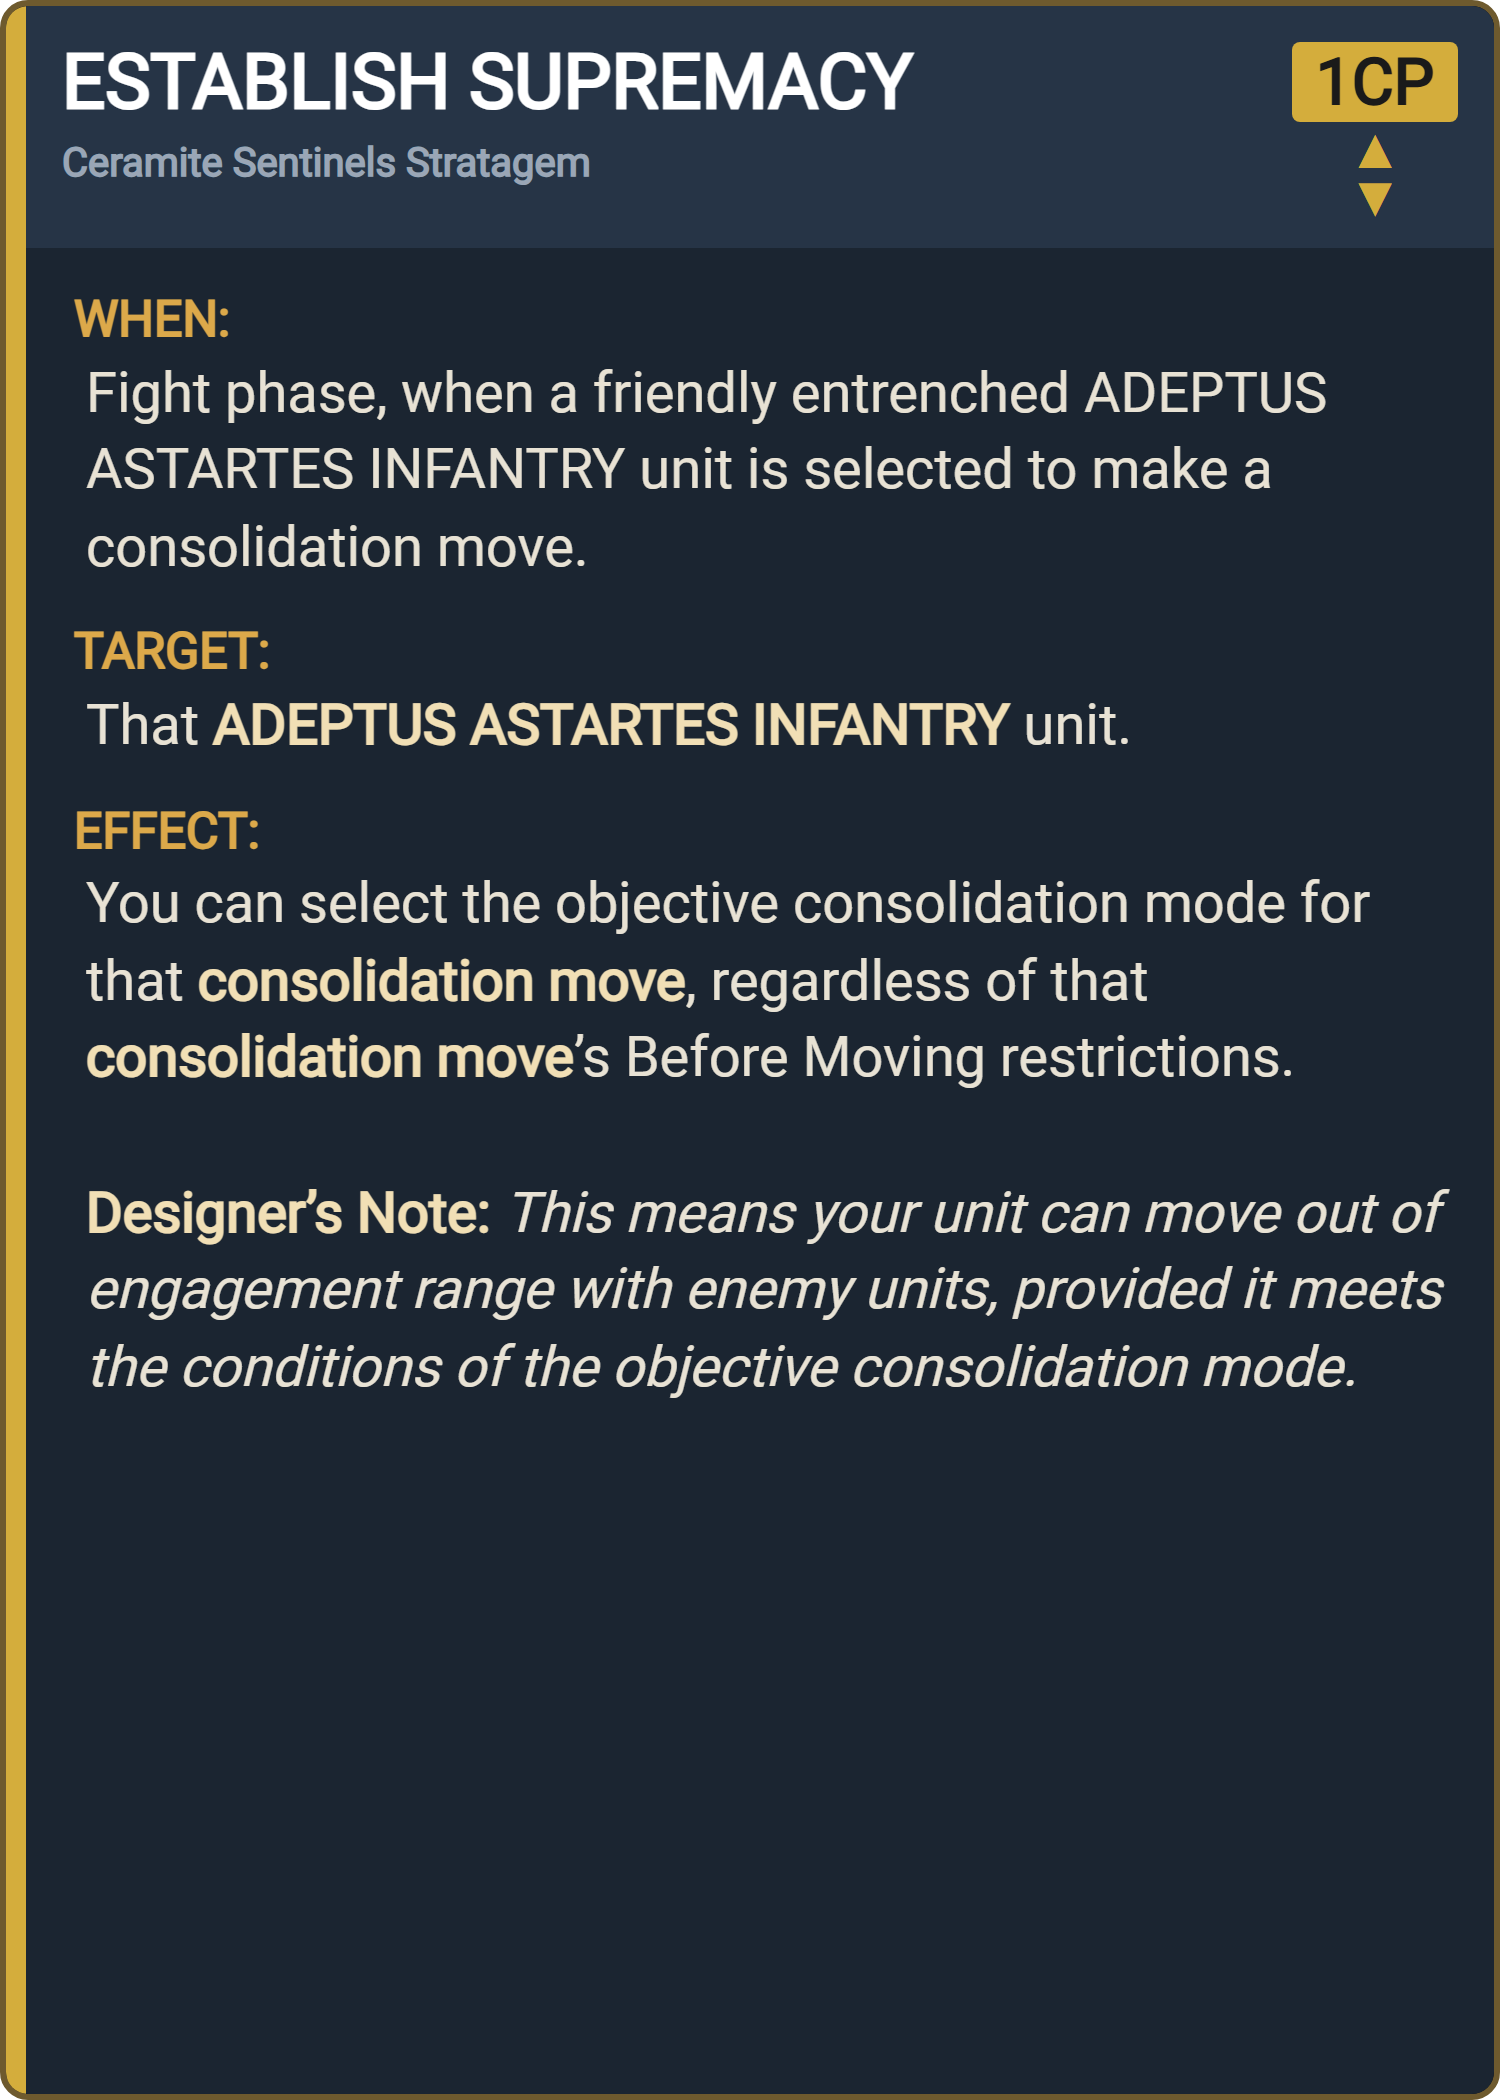 ESTABLISH SUPREMACY
1CP
Ceramite Sentinels Stratagem
WHEN:
Fight phase, when a friendly entrenched ADEPTUS
ASTARTES INFANTRY unit is selected to make a
consolidation move.
TARGET:
That ADEPTUS ASTARTES INFANTRY unit.
EFFECT:
You can select the objective consolidation mode for
that consolidation move, regardless of that
consolidation move’s Before Moving restrictions.
Designer’s Note: This means your unit can move out of
engagement range with enemy units, provided it meets
the conditions of the objective consolidation mode.